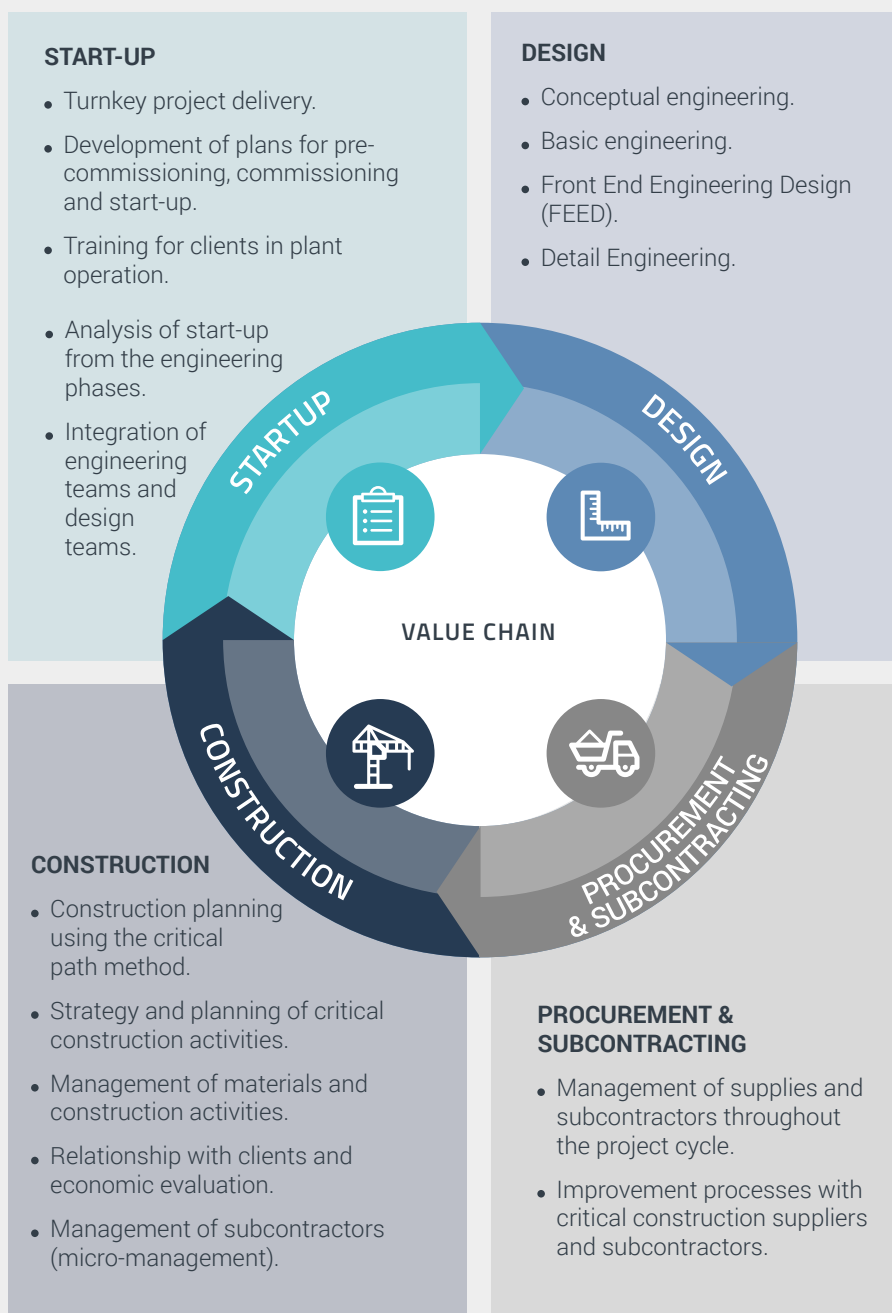 START-UP
• Turnkey project delivery.
• Development of plans for pre-
commissioning, commissioning
and start-up.
• Training for clients in plant
operation.
• Analysis of start-up
from the engineering
phases.
• Integration of
engineering
teams and
design
teams.
DESIGN
• Conceptual engineering.
• Basic engineering.
• Front End Engineering Design
(FEED).
• Detail Engineering.
STARTUP
DESIGN
VALUE CHAIN
CONSTRUCTION
PROCUREMENT
& SUBCONTRACTING
CONSTRUCTION
• Construction planning
using the critical
path method.
• Strategy and planning of critical
construction activities.
• Management of materials and
construction activities.
• Relationship with clients and
economic evaluation.
• Management of subcontractors
(micro-management).
PROCUREMENT &
SUBCONTRACTING
• Management of supplies and
subcontractors throughout
the project cycle.
• Improvement processes with
critical construction suppliers
and subcontractors.